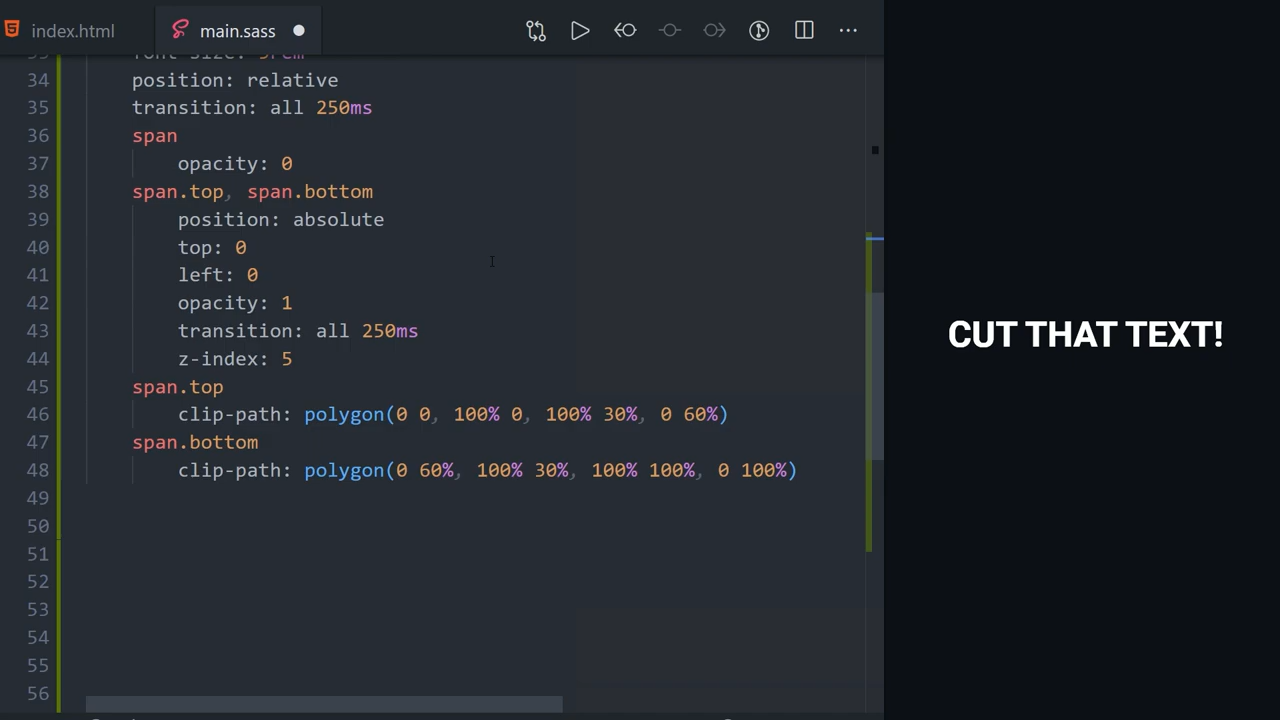 index.html
main.sass
34 position: relative
35 transition: all 250ms
36 span
37 opacity: 0
38 span.top, span.bottom
39 position: absolute
40 top: 0
41 left: 0
42 opacity: 1
43 transition: all 250ms
44 z-index: 5
45 span.top
46 clip-path: polygon(0 0, 100% 0, 100% 30%, 0 60%)
47 span.bottom
48 clip-path: polygon(0 60%, 100% 30%, 100% 100%, 0 100%)
49
50
51
52
53
54
55
56
CUT THAT TEXT!